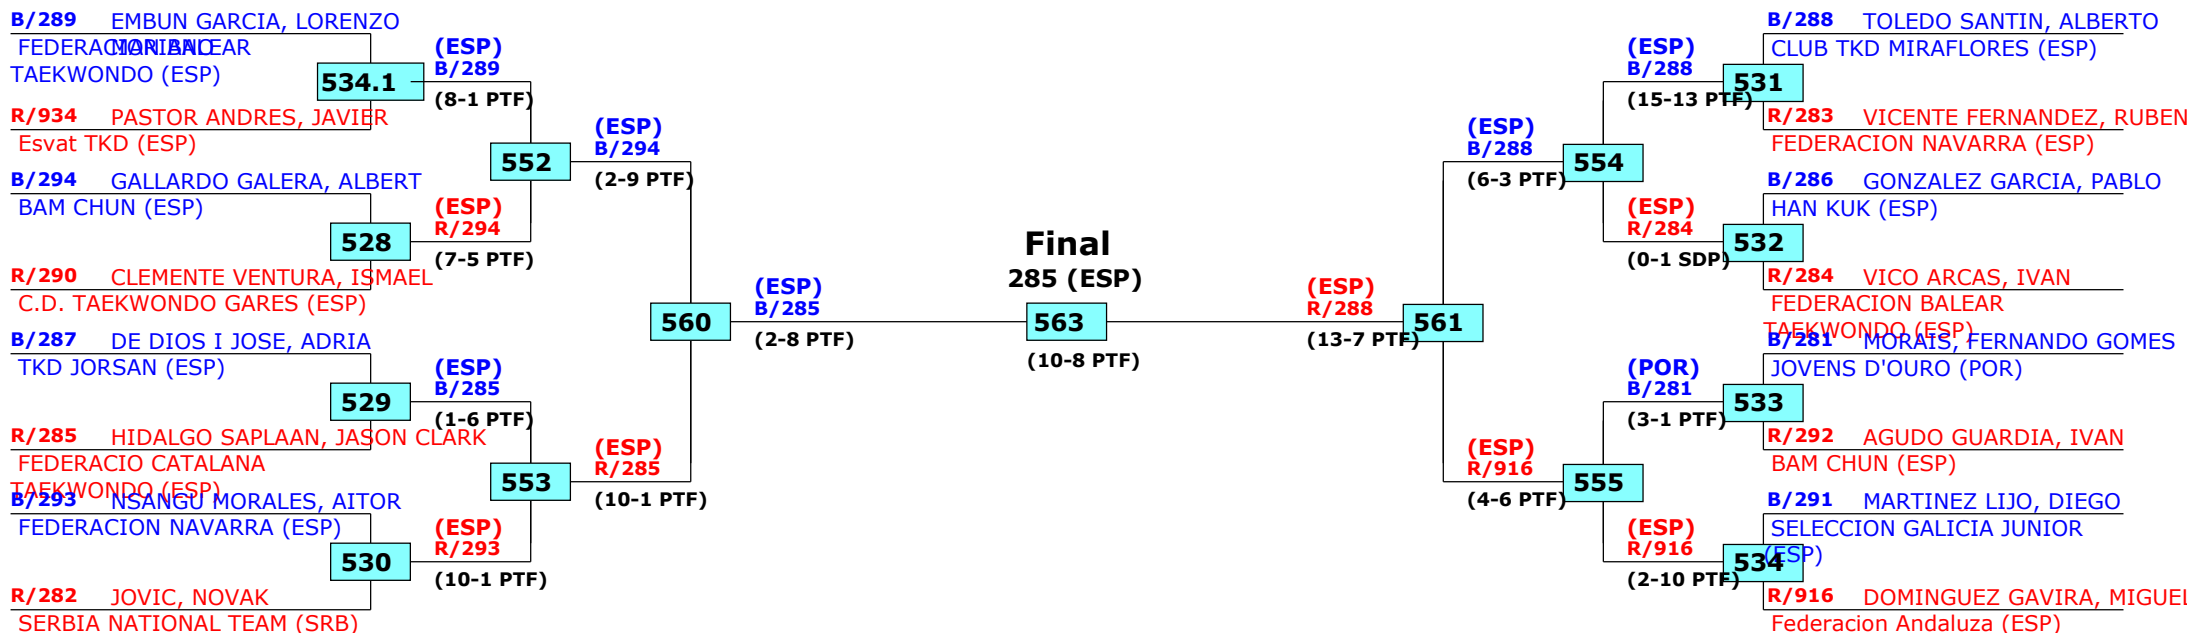 B/289 EMBUN GARCIA, LORENZO MARIANO
FEDERACION BALEAR
TAEKWONDO (ESP)
534.1
R/934 PASTOR ANDRES, JAVIER
Esvat TKD (ESP)
B/294 GALLARDO GALERA, ALBERT
BAM CHUN (ESP)
528
R/290 CLEMENTE VENTURA, ISMAEL
C.D. TAEKWONDO GARES (ESP)
B/287 DE DIOS I JOSE, ADRIA
TKD JORSAN (ESP)
529
R/285 HIDALGO SAPLAAN, JASON CLARK
FEDERACIO CATALANA
TAEKWONDO (ESP)
B/293 NSANGU MORALES, AITOR
FEDERACION NAVARRA (ESP)
530
R/282 JOVIC, NOVAK
SERBIA NATIONAL TEAM (SRB)
(ESP)
B/289
(8-1 PTF)
552
(ESP)
R/294
(7-5 PTF)
(ESP)
B/285
(1-6 PTF)
553
(ESP)
R/293
(10-1 PTF)
(ESP)
B/294
(2-9 PTF)
560
(ESP)
R/285
(10-1 PTF)
(ESP)
B/285
(2-8 PTF)
Final
285 (ESP)
563
(10-8 PTF)
(ESP)
R/288
(13-7 PTF)
561
(ESP)
B/288
(6-3 PTF)
554
(ESP)
R/916
(4-6 PTF)
555
(ESP)
B/288
(15-13 PTF)
531
(ESP)
R/284
(0-1 SDP)
532
(POR)
B/281
(3-1 PTF)
533
(ESP)
R/916
(2-10 PTF)
534
B/288 TOLEDO SANTIN, ALBERTO
CLUB TKD MIRAFLORES (ESP)
R/283 VICENTE FERNANDEZ, RUBEN
FEDERACION NAVARRA (ESP)
B/286 GONZALEZ GARCIA, PABLO
HAN KUK (ESP)
R/284 VICO ARCAS, IVAN
FEDERACION BALEAR
TAEKWONDO (ESP)
B/281 MORAIS, FERNANDO GOMES
JOVENS D'OURO (POR)
R/292 AGUDO GUARDIA, IVAN
BAM CHUN (ESP)
B/291 MARTINEZ LIJO, DIEGO
SELECCION GALICIA JUNIOR
(ESP)
R/916 DOMINGUEZ GAVIRA, MIGUEL
Federacion Andaluza (ESP)